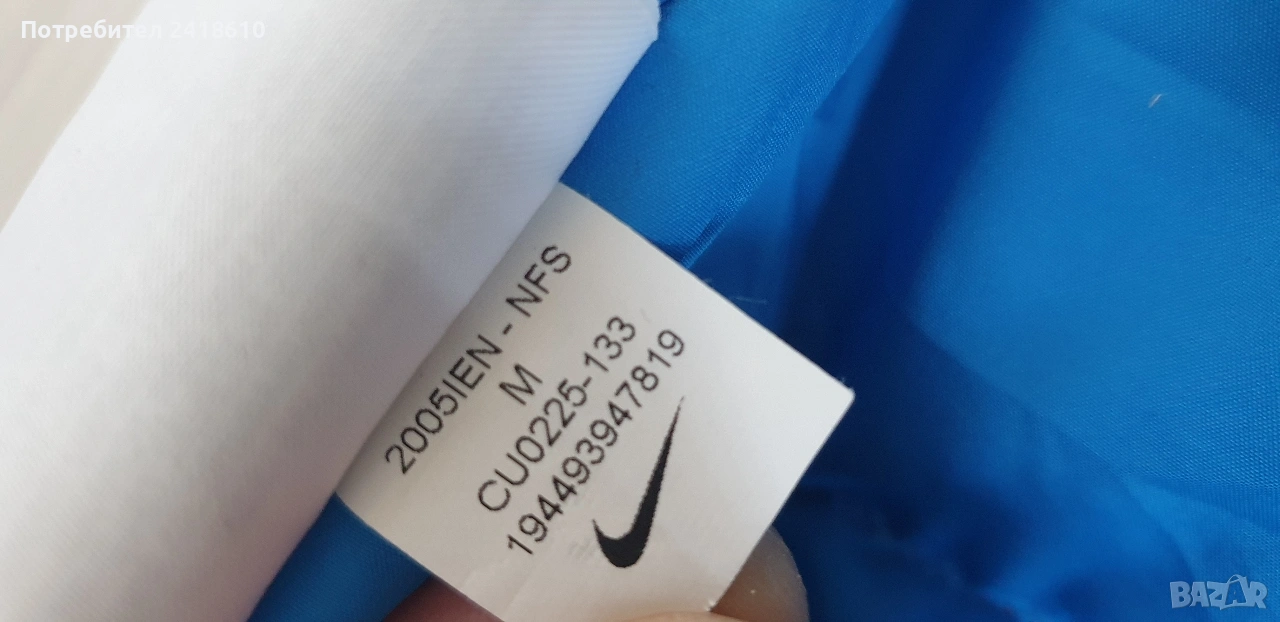 Потребител 2418610
2005IEN - NFS
M
CU0225-133
194493947819
BAZAR